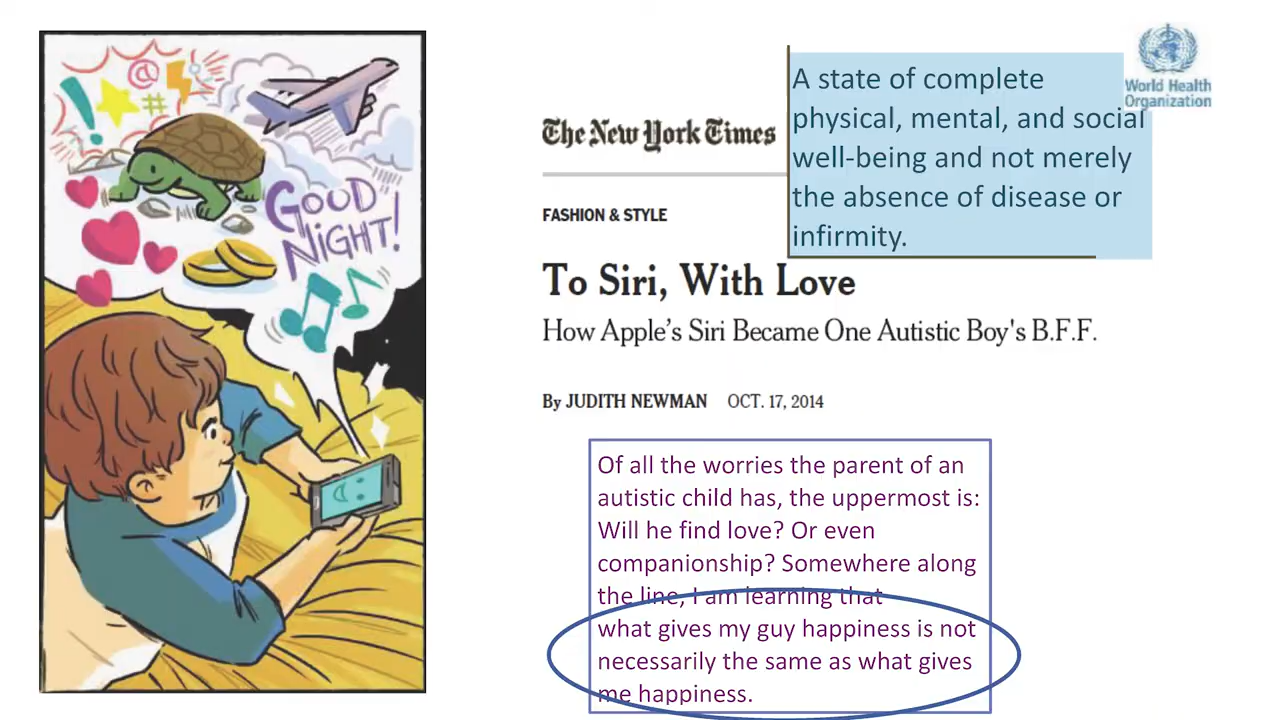 ! @ #
GOOD
NIGHT!
The New York Times
A state of complete
physical, mental, and social
well-being and not merely
the absence of disease or
infirmity.
World Health
Organization
FASHION & STYLE
To Siri, With Love
How Apple's Siri Became One Autistic Boy's B.F.F.
By JUDITH NEWMAN OCT. 17, 2014
Of all the worries the parent of an
autistic child has, the uppermost is:
Will he find love? Or even
companionship? Somewhere along
the line, I am learning that
what gives my guy happiness is not
necessarily the same as what gives
me happiness.